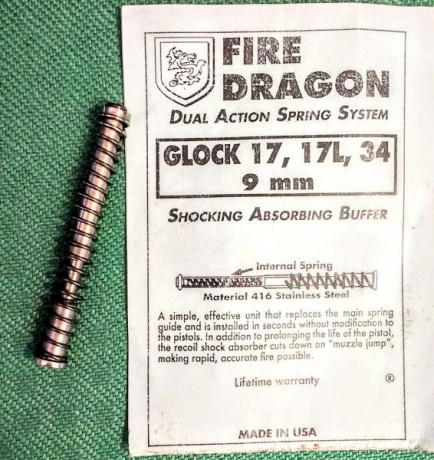 FIRE
DRAGON
DUAL ACTION SPRING SYSTEM
GLOCK 17, 17L, 34
9 mm
SHOCKING ABSORBING BUFFER
Internal Spring
Material 416 Stainless Steel
A simple, effective unit that replaces the main spring
guide and is installed in seconds without modification to
the pistols. In addition to prolonging the life of the pistol,
the recoil shock absorber cuts down on "muzzle jump",
making rapid, accurate fire possible.
Lifetime warranty
®
MADE IN USA